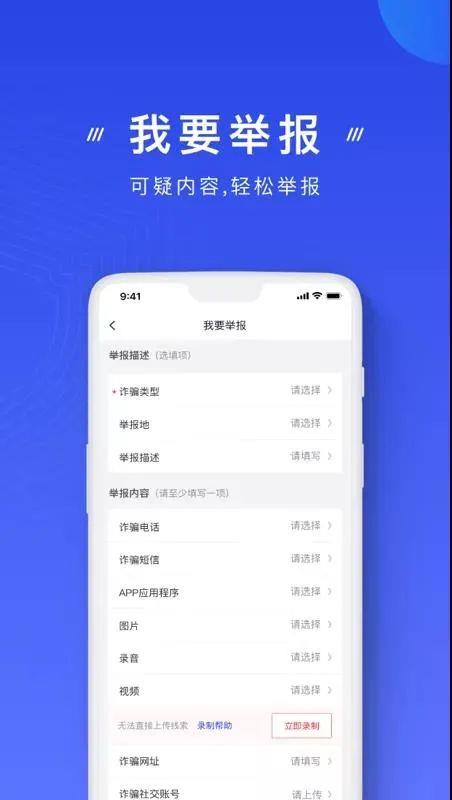 我要举报
可疑内容,轻松举报
9:41
我要举报
举报描述（选填项）
* 诈骗类型 请选择
举报地 请选择
举报描述 请填写
举报内容（请至少填写一项）
诈骗电话 请选择
诈骗短信 请选择
APP应用程序 请选择
图片 请选择
录音 请选择
视频 请选择
无法直接上传线索 录制帮助 立即录制
诈骗网址 请填写
诈骗社交账号 请上传